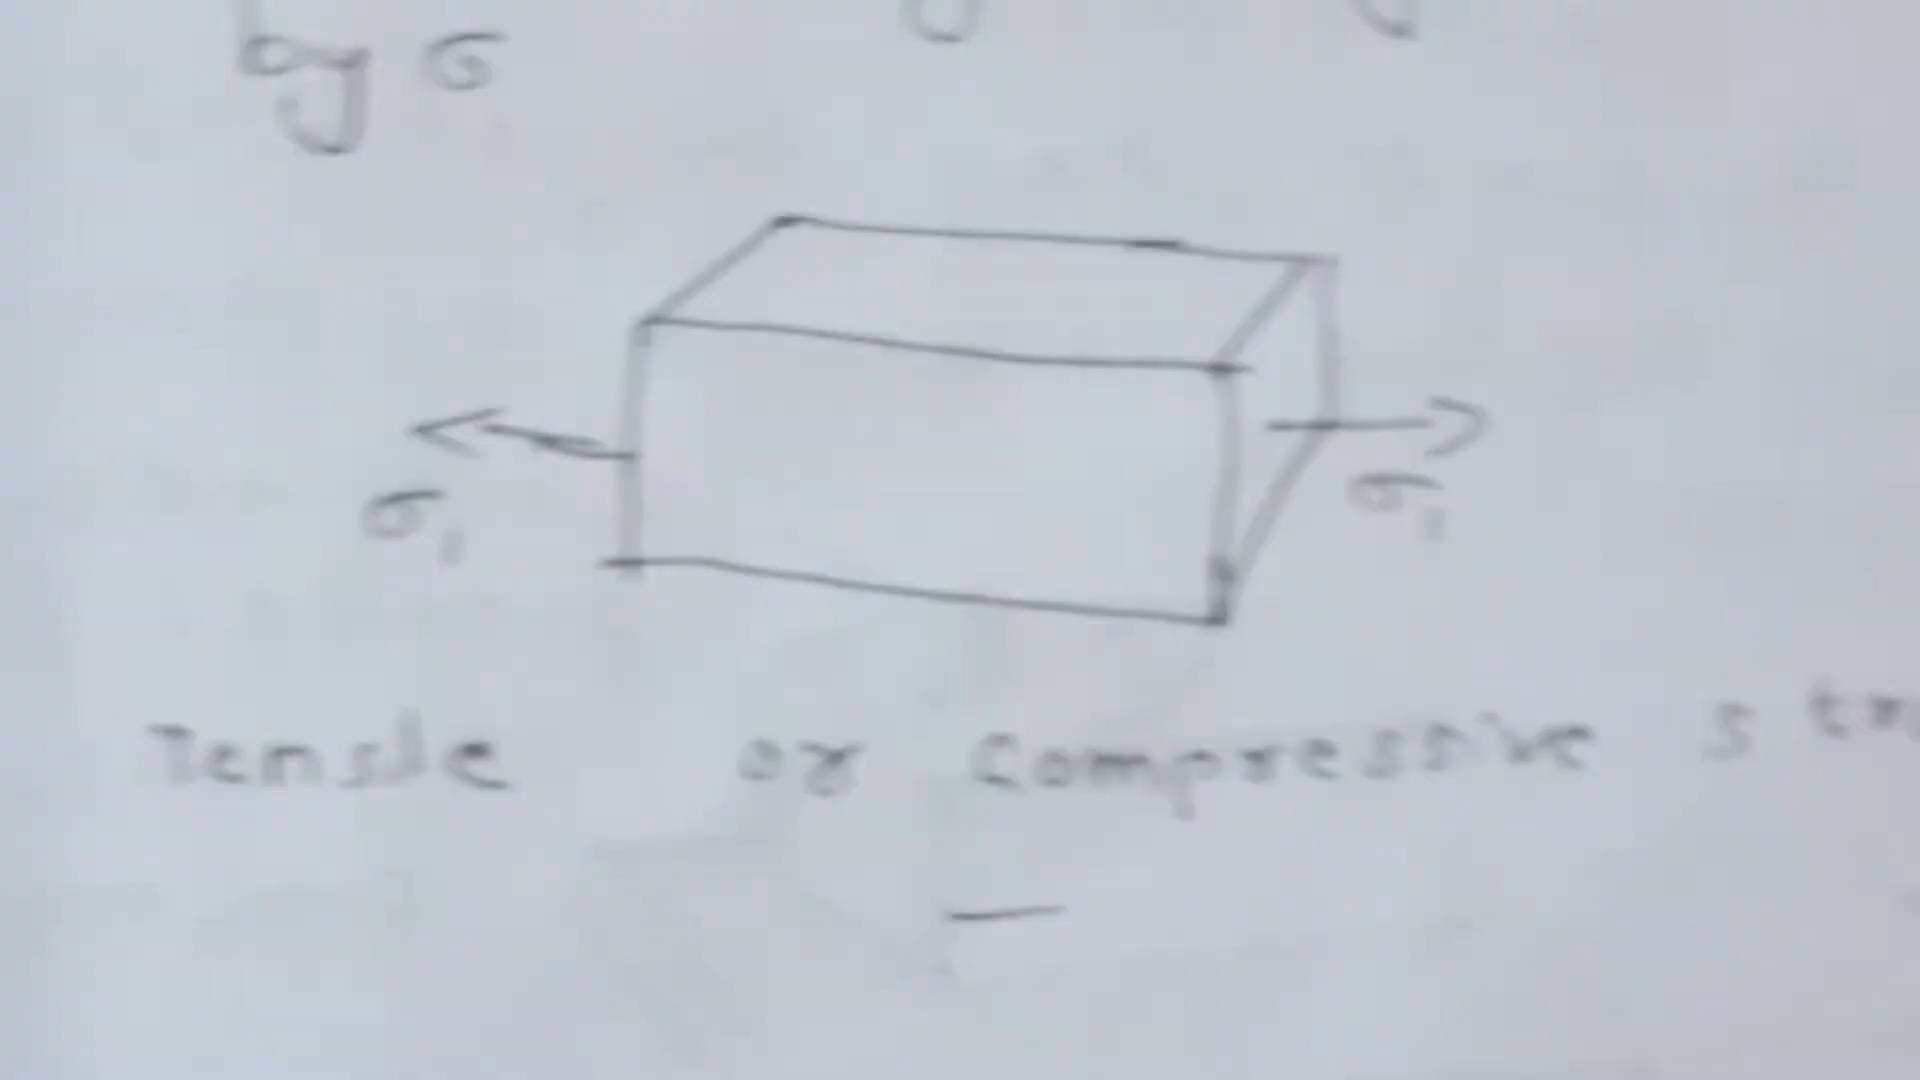 by σ
σ₁ σ₁
Tensile or Compressive